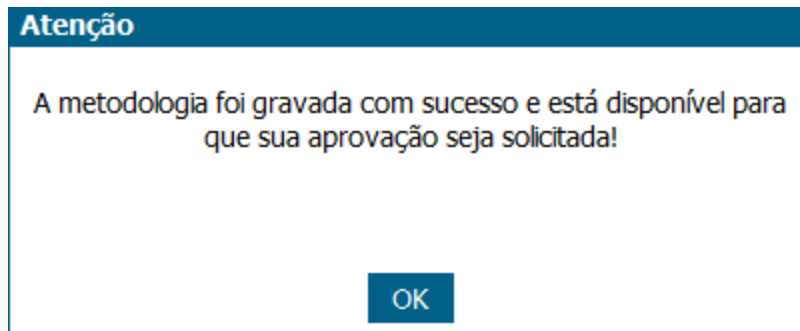 Atenção
A metodologia foi gravada com sucesso e está disponível para
que sua aprovação seja solicitada!
OK